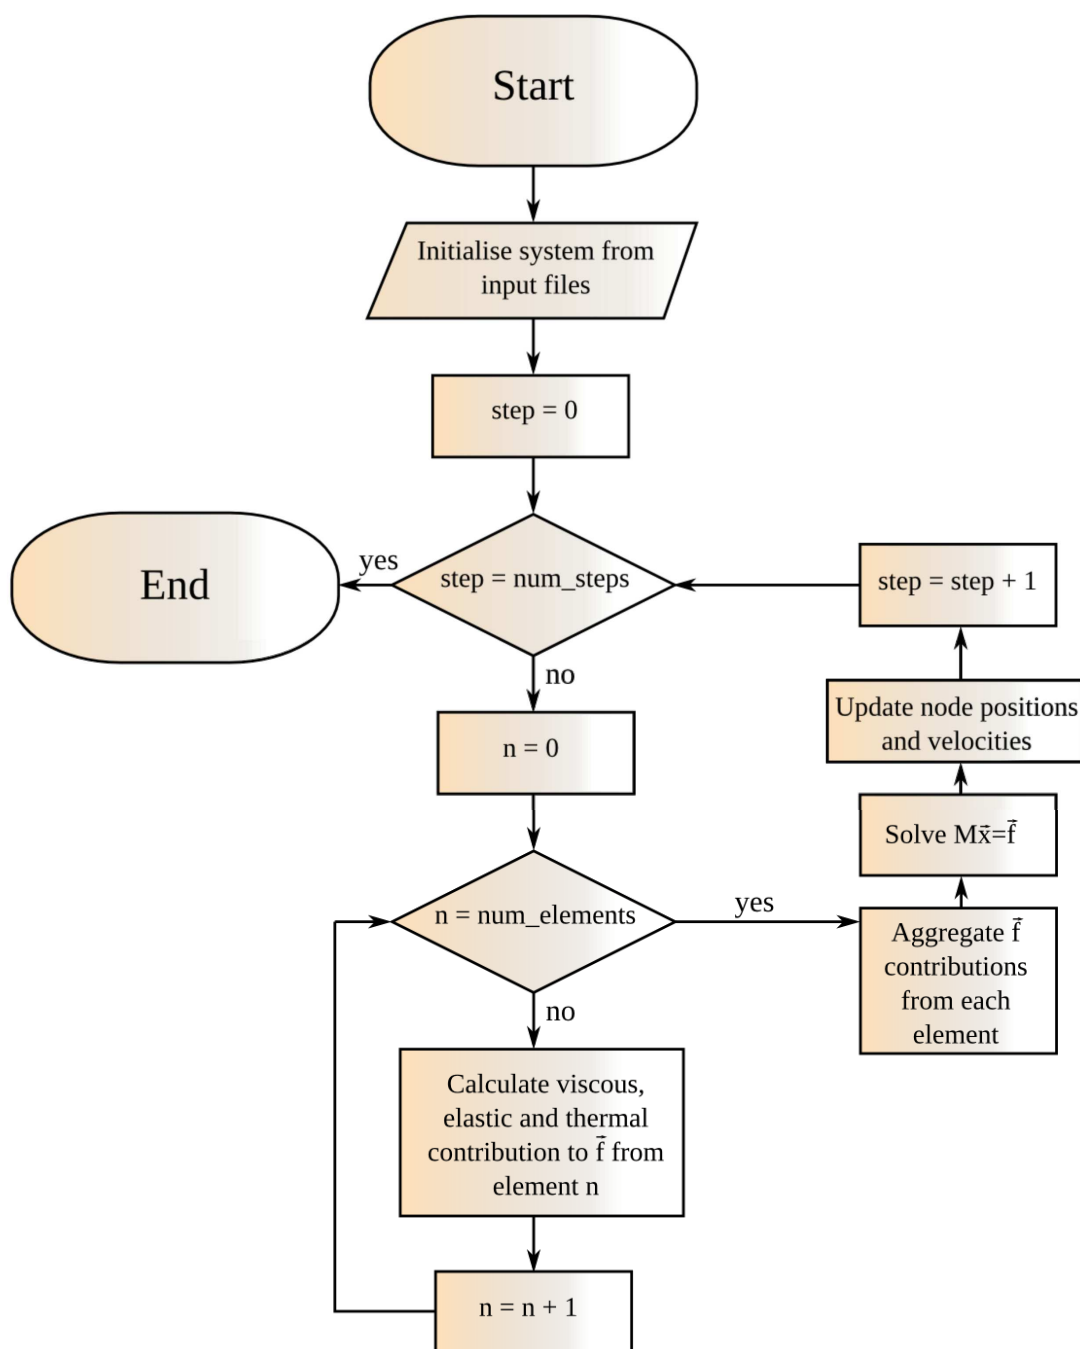 Start
Initialise system from
input files
step = 0
step = num_steps
yes
End
no
n = 0
n = num_elements
yes
no
Calculate viscous,
elastic and thermal
contribution to f⃗ from
element n
n = n + 1
Aggregate f⃗
contributions
from each
element
Solve Mx⃗=f⃗
Update node positions
and velocities
step = step + 1